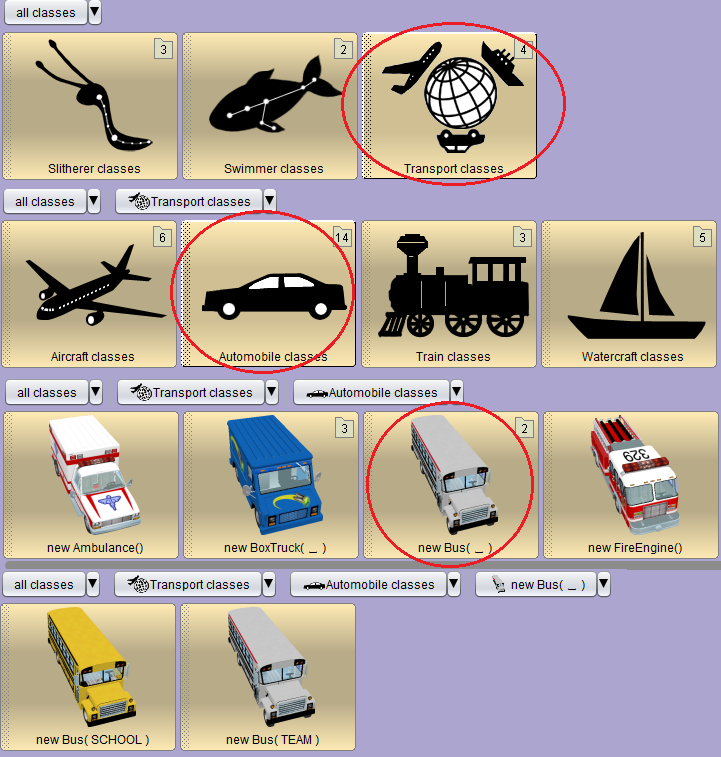 all classes
3
2
4
Slitherer classes
Swimmer classes
Transport classes
all classes
Transport classes
6
14
3
5
Aircraft classes
Automobile classes
Train classes
Watercraft classes
all classes
Transport classes
Automobile classes
3
2
329
new Ambulance()
new BoxTruck( _ )
new Bus( _ )
new FireEngine()
all classes
Transport classes
Automobile classes
new Bus( _ )
new Bus( SCHOOL )
new Bus( TEAM )